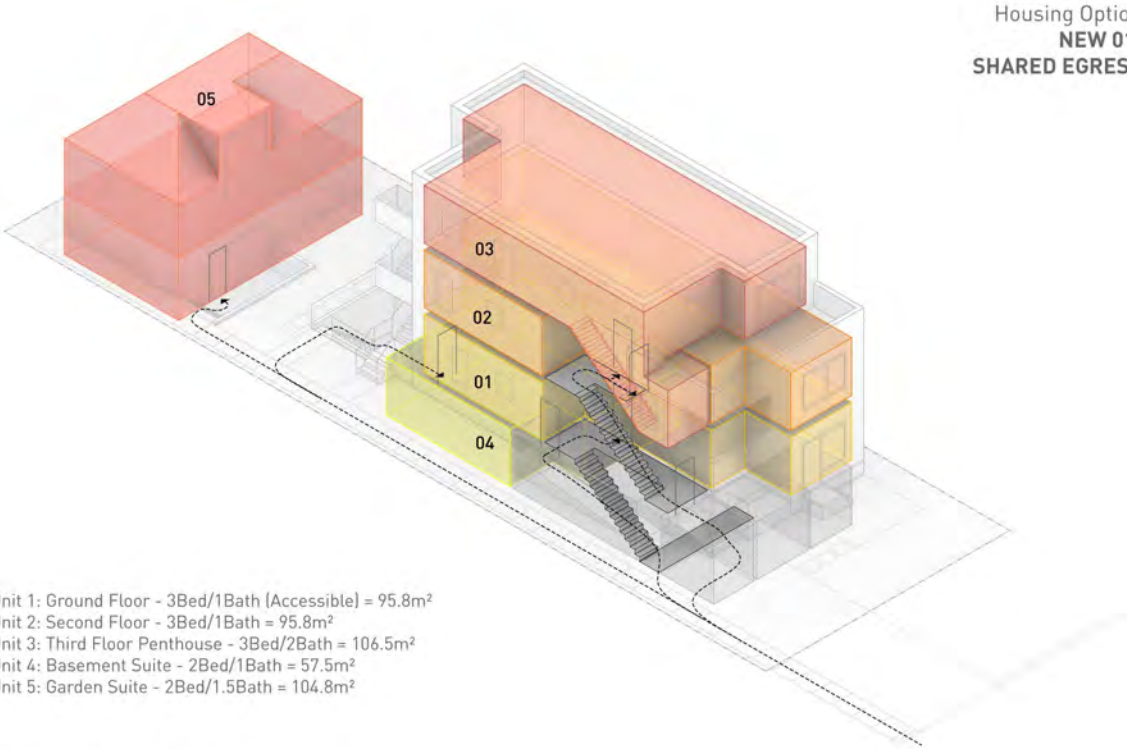 Housing Optio
NEW 01
SHARED EGRES
05
03
02
01
04
nit 1: Ground Floor - 3Bed/1Bath (Accessible) = 95.8m²
nit 2: Second Floor - 3Bed/1Bath = 95.8m²
nit 3: Third Floor Penthouse - 3Bed/2Bath = 106.5m²
nit 4: Basement Suite - 2Bed/1Bath = 57.5m²
nit 5: Garden Suite - 2Bed/1.5Bath = 104.8m²